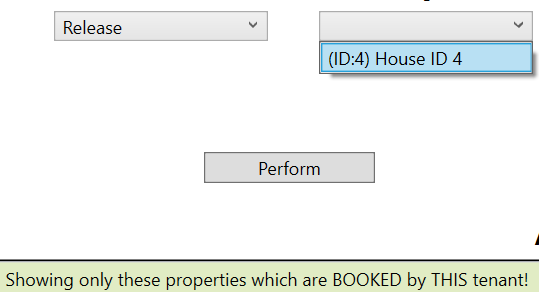 Release
(ID:4) House ID 4
Perform
Showing only these properties which are BOOKED by THIS tenant!